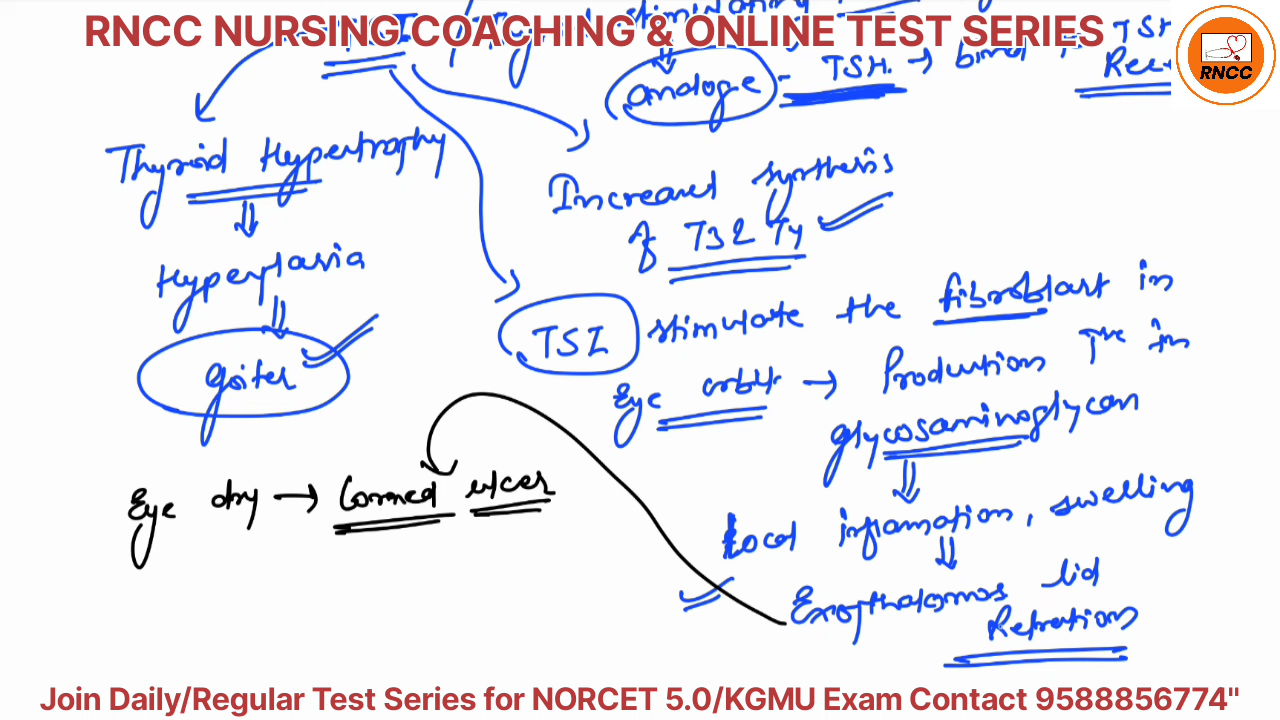 RNCC NURSING COACHING & ONLINE TEST SERIES
RNCC
analoge - TSH → bind
TSH
Thyroid Hypertrophy
Increased synthesis
of T3 & T4
Hyperplasia
Goiter
TSI stimulate the fibroblast in
Eye orbit → Production in
glycosaminoglycan
Eye dry → Corneal ulcer
Local inflamation, swelling
Exopthalamos lid
Retrations
Join Daily/Regular Test Series for NORCET 5.0/KGMU Exam Contact 9588856774"